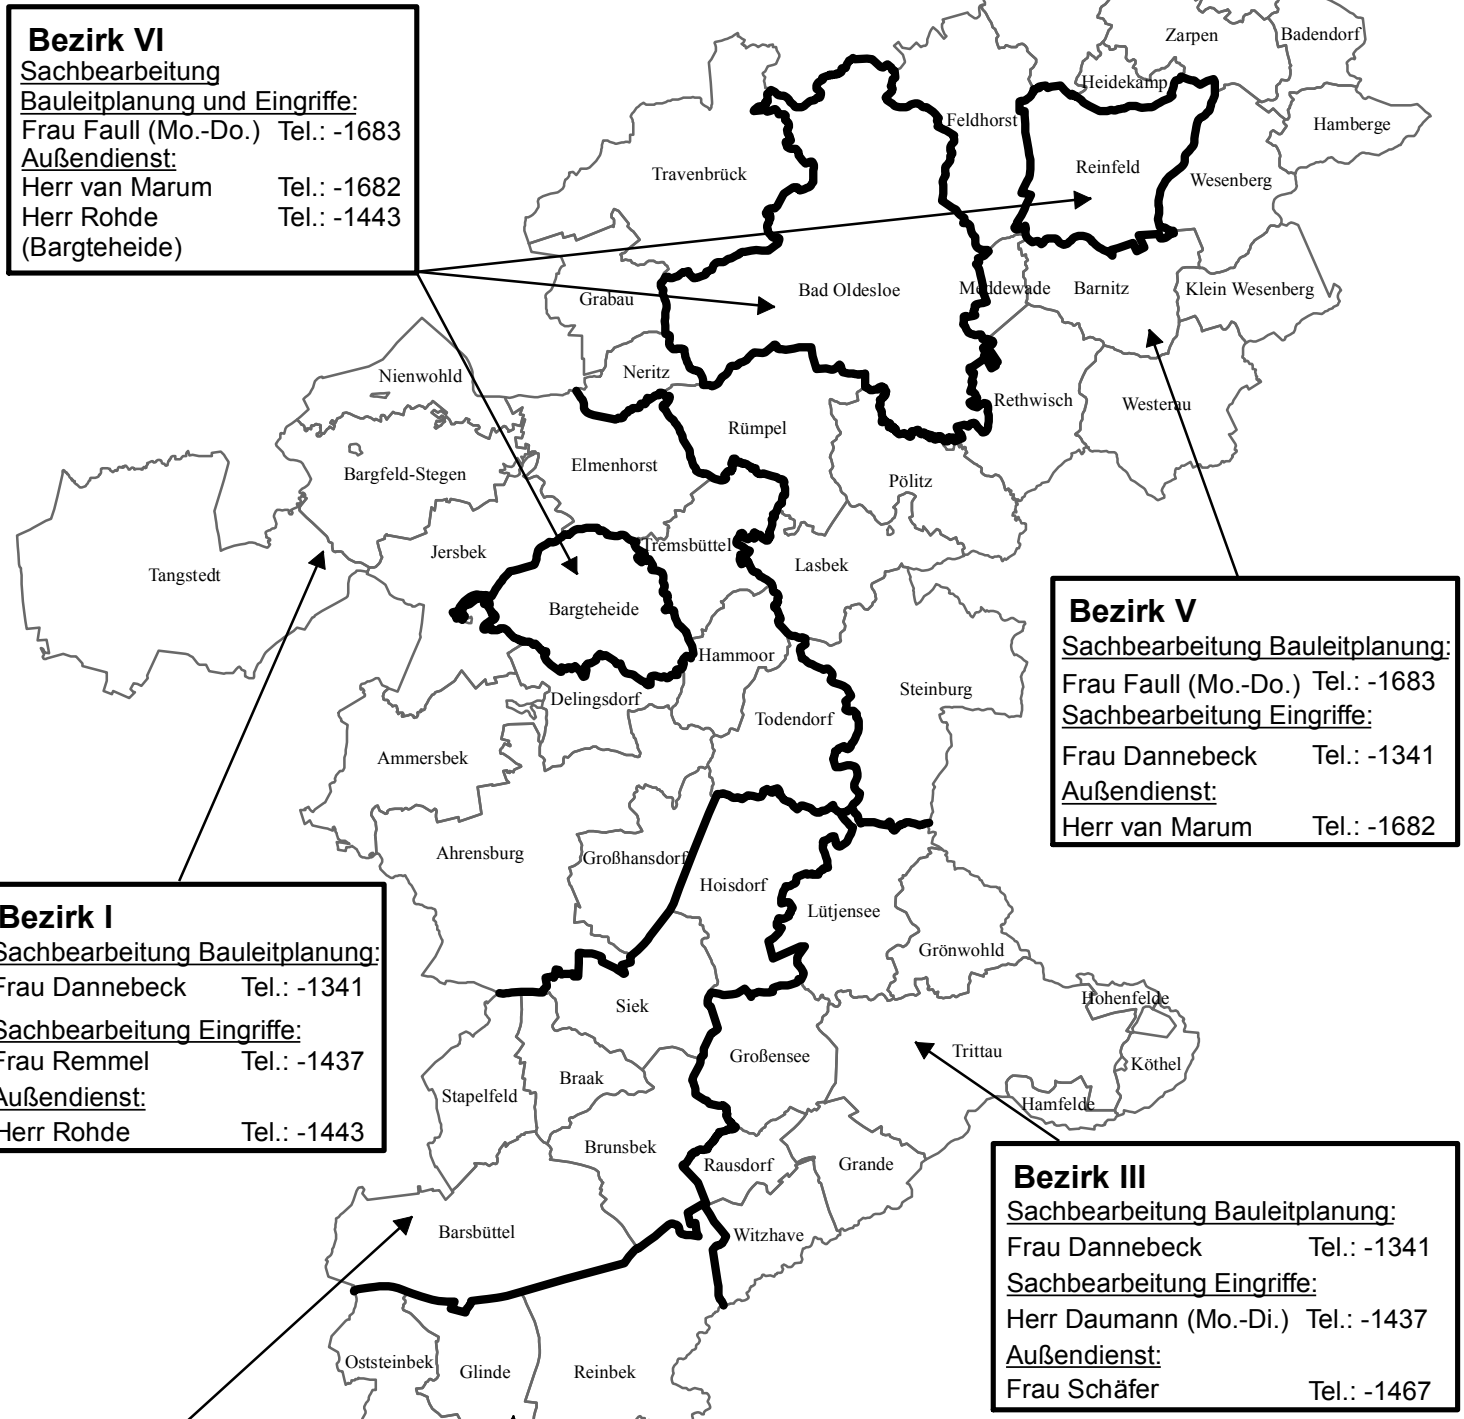 Bezirk VI
Sachbearbeitung
Bauleitplanung und Eingriffe:
Frau Faull (Mo.-Do.) Tel.: -1683
Außendienst:
Herr van Marum Tel.: -1682
Herr Rohde Tel.: -1443
(Bargteheide)
Zarpen
Badendorf
Heidekamp
Feldhorst
Hamberge
Travenbrück
Reinfeld
Wesenberg
Grabau
Bad Oldesloe
Meddewade
Barnitz
Klein Wesenberg
Nienwohld
Neritz
Rethwisch
Westerau
Rümpel
Bargfeld-Stegen
Elmenhorst
Pölitz
Tangstedt
Jersbek
Tremsbüttel
Lasbek
Bargteheide
Hammoor
Delingsdorf
Steinburg
Todendorf
Ammersbek
Bezirk V
Sachbearbeitung Bauleitplanung:
Frau Faull (Mo.-Do.) Tel.: -1683
Sachbearbeitung Eingriffe:
Frau Dannebeck Tel.: -1341
Außendienst:
Herr van Marum Tel.: -1682
Ahrensburg
Großhansdorf
Hoisdorf
Lütjensee
Grönwohld
Bezirk I
Sachbearbeitung Bauleitplanung:
Frau Dannebeck Tel.: -1341
Sachbearbeitung Eingriffe:
Frau Remmel Tel.: -1437
Außendienst:
Herr Rohde Tel.: -1443
Siek
Hohenfelde
Großensee
Trittau
Köthel
Stapelfeld
Braak
Hamfelde
Brunsbek
Rausdorf
Grande
Barsbüttel
Witzhave
Bezirk III
Sachbearbeitung Bauleitplanung:
Frau Dannebeck Tel.: -1341
Sachbearbeitung Eingriffe:
Herr Daumann (Mo.-Di.) Tel.: -1437
Außendienst:
Frau Schäfer Tel.: -1467
Oststeinbek
Glinde
Reinbek